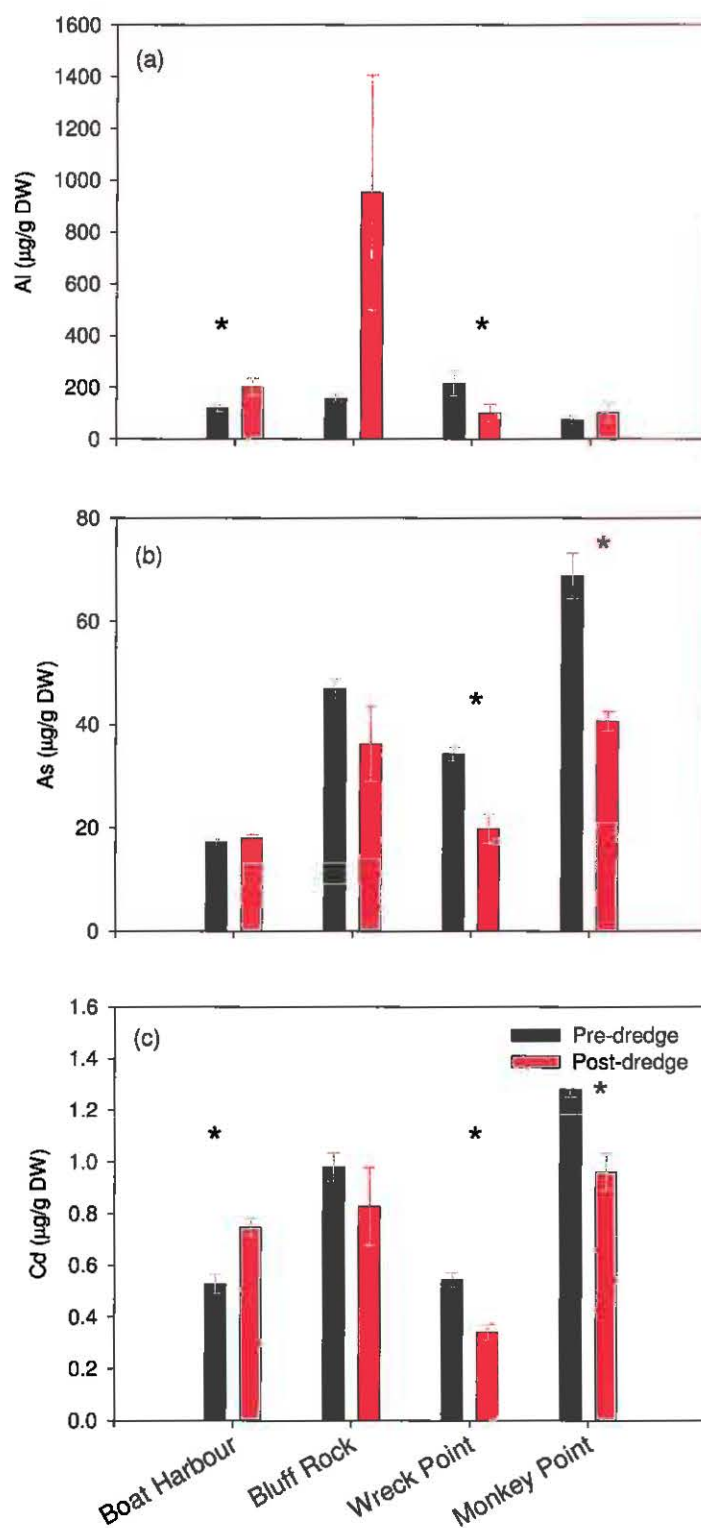 1600
(a)
1400
1200
1000
800
600
400
200
0
Al (µg/g DW)
*
*
80
(b)
60
40
20
0
As (µg/g DW)
*
*
1.6
(c)
1.4
1.2
1.0
0.8
0.6
0.4
0.2
0.0
Cd (µg/g DW)
Pre-dredge
Post-dredge
*
*
*
Boat Harbour
Bluff Rock
Wreck Point
Monkey Point